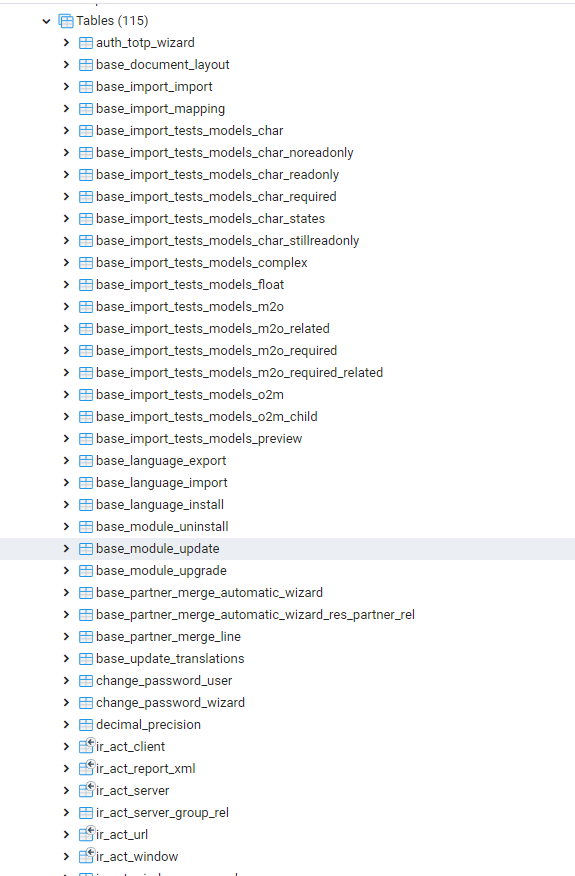 Tables (115)
auth_totp_wizard
base_document_layout
base_import_import
base_import_mapping
base_import_tests_models_char
base_import_tests_models_char_noreadonly
base_import_tests_models_char_readonly
base_import_tests_models_char_required
base_import_tests_models_char_states
base_import_tests_models_char_stillreadonly
base_import_tests_models_complex
base_import_tests_models_float
base_import_tests_models_m2o
base_import_tests_models_m2o_related
base_import_tests_models_m2o_required
base_import_tests_models_m2o_required_related
base_import_tests_models_o2m
base_import_tests_models_o2m_child
base_import_tests_models_preview
base_language_export
base_language_import
base_language_install
base_module_uninstall
base_module_update
base_module_upgrade
base_partner_merge_automatic_wizard
base_partner_merge_automatic_wizard_res_partner_rel
base_partner_merge_line
base_update_translations
change_password_user
change_password_wizard
decimal_precision
ir_act_client
ir_act_report_xml
ir_act_server
ir_act_server_group_rel
ir_act_url
ir_act_window